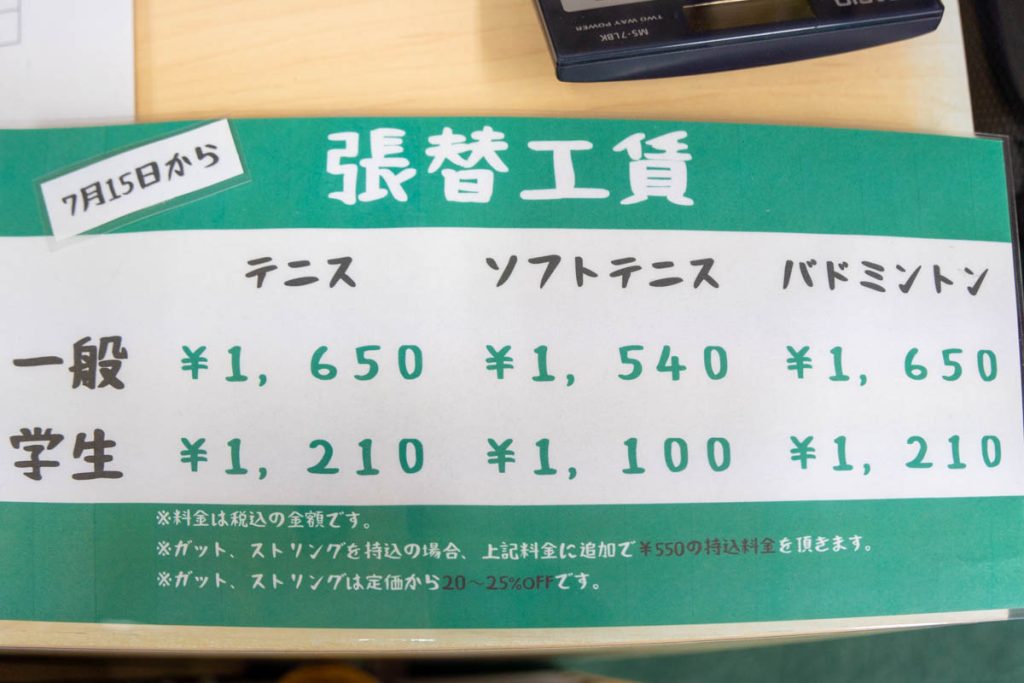 TWO WAY POWER MS-7LBK
7月15日から
張替工賃
テニス ソフトテニス バドミントン
一般 ¥1, 650 ¥1, 540 ¥1, 650
学生 ¥1, 210 ¥1, 100 ¥1, 210
※料金は税込の金額です。
※ガット、ストリングを持込の場合、上記料金に追加で¥550の持込料金を頂きます。
※ガット、ストリングは定価から20～25%OFFです。